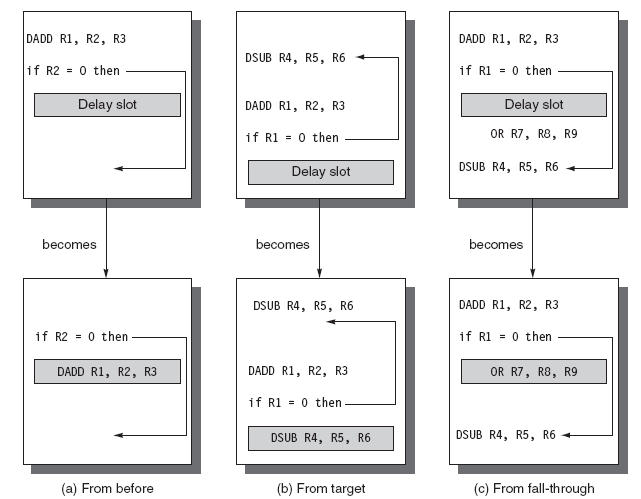 DADD R1, R2, R3
if R2 = 0 then
Delay slot
becomes
if R2 = 0 then
DADD R1, R2, R3
(a) From before
DSUB R4, R5, R6
DADD R1, R2, R3
if R1 = 0 then
Delay slot
becomes
DSUB R4, R5, R6
DADD R1, R2, R3
if R1 = 0 then
DSUB R4, R5, R6
(b) From target
DADD R1, R2, R3
if R1 = 0 then
Delay slot
OR R7, R8, R9
DSUB R4, R5, R6
becomes
DADD R1, R2, R3
if R1 = 0 then
OR R7, R8, R9
DSUB R4, R5, R6
(c) From fall-through